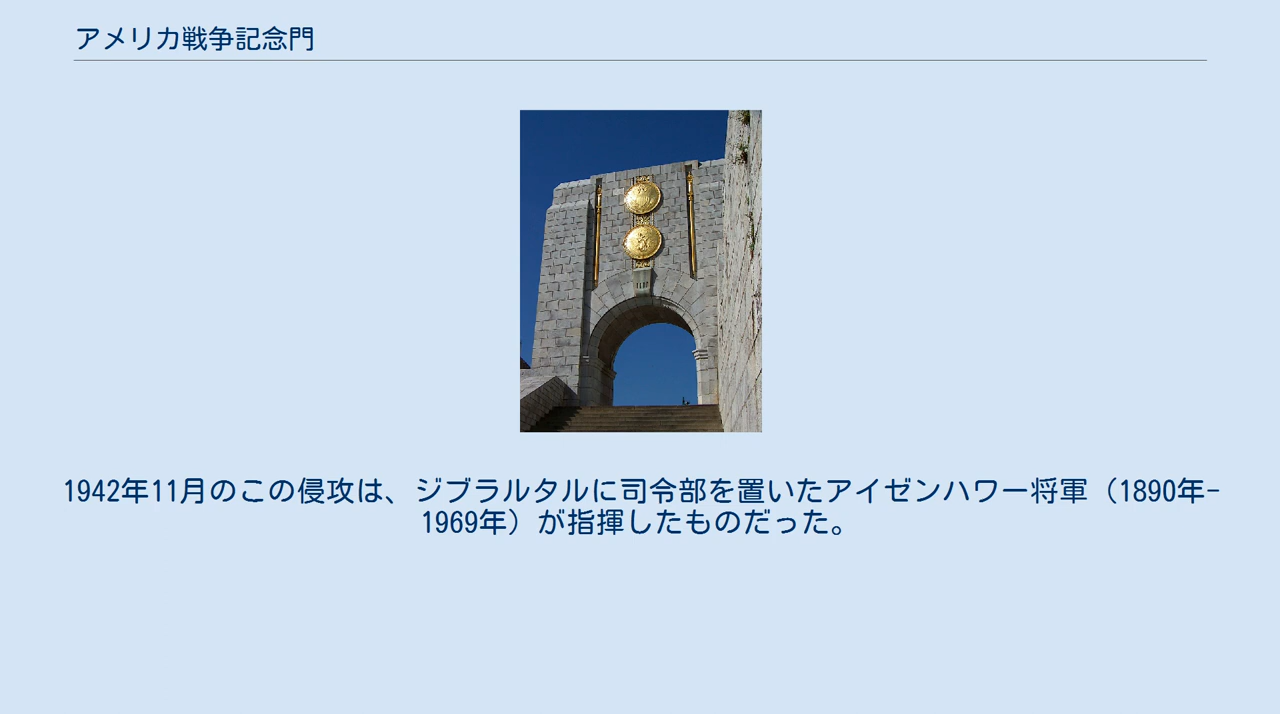 アメリカ戦争記念門
1942年11月のこの侵攻は、ジブラルタルに司令部を置いたアイゼンハワー将軍（1890年-
1969年）が指揮したものだった。